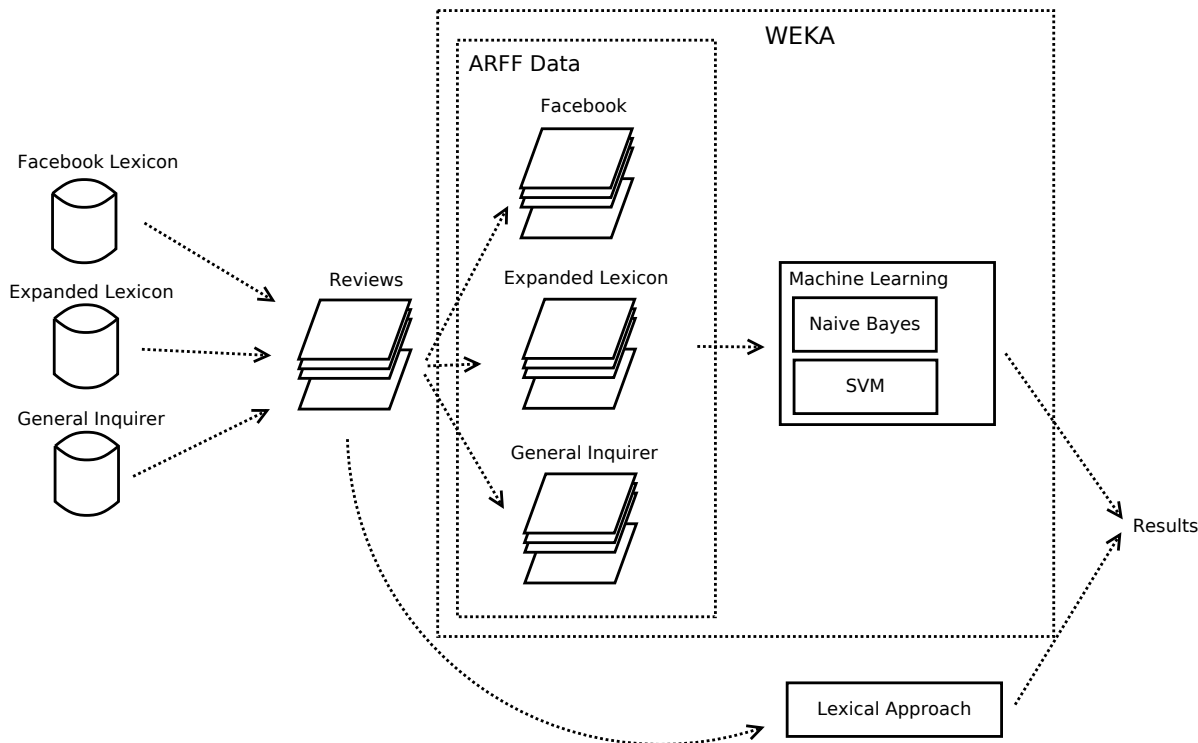 WEKA
ARFF Data
Facebook
Facebook Lexicon
Expanded Lexicon
Reviews
Expanded Lexicon
Machine Learning
Naive Bayes
SVM
General Inquirer
General Inquirer
Results
Lexical Approach